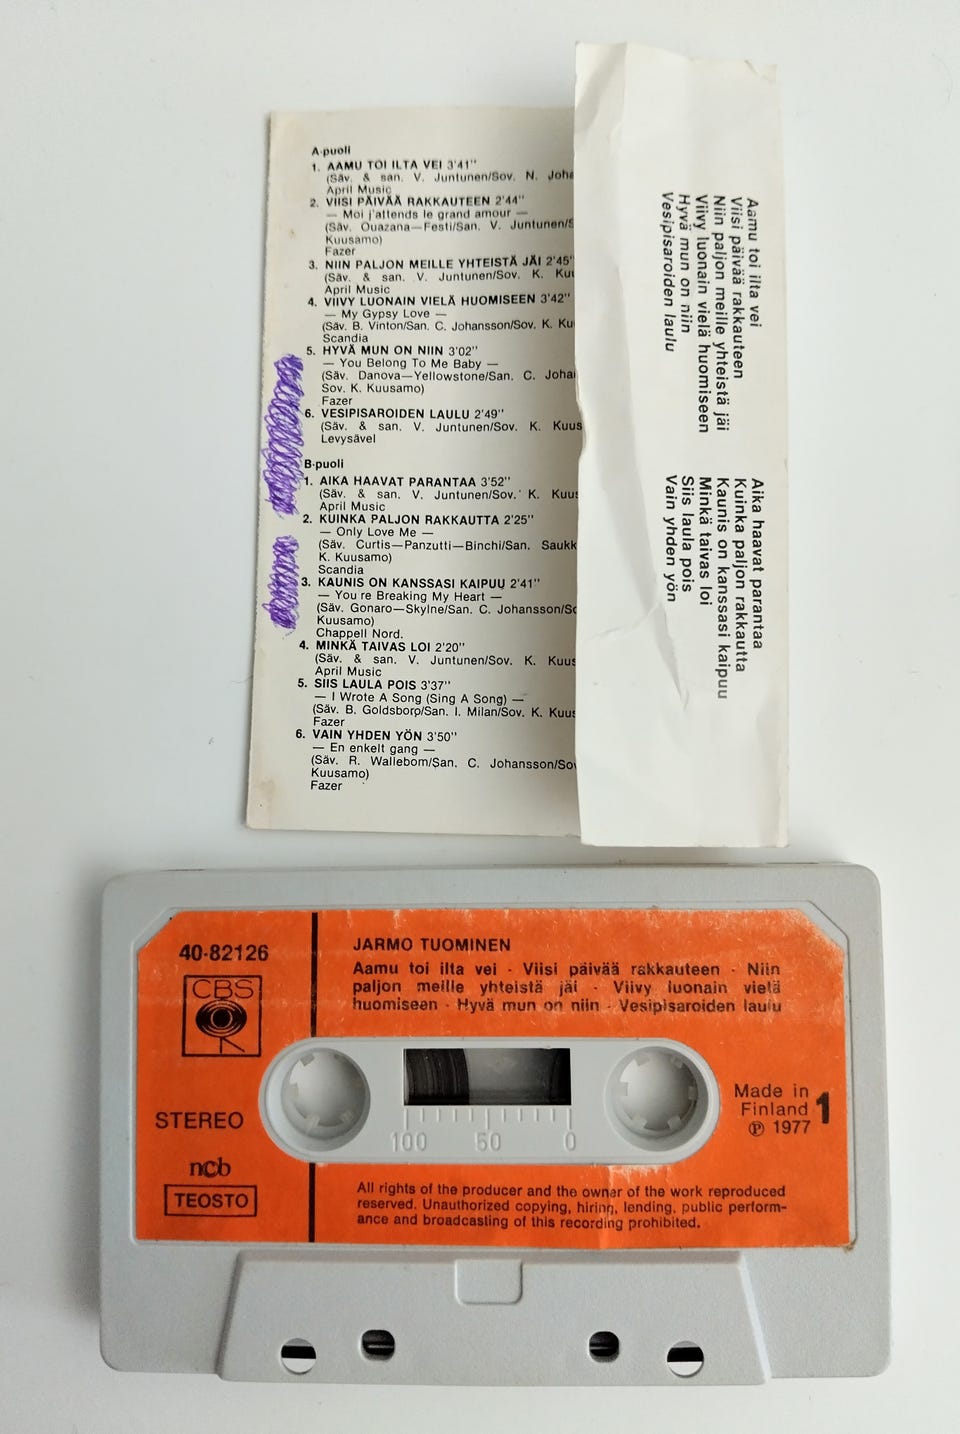 A-puoli
1. AAMU TOI ILTA VEI 3'41"
(Säv. & san. V. Juntunen/Sov. N.
April Music
2. VIISI PÄIVÄÄ RAKKAUTEEN 2'44"
— Moi j'attends le grand amour —
(Säv. Ouazana—Festi/San. V. Juntunen/S
Kuusamo)
Fazer
3. NIIN PALJON MEILLE YHTEISTÄ JÄI 2'45"
(Säv. & san. V. Juntunen/Sov. K.
April Music
4. VIIVY LUONAIN VIELÄ HUOMISEEN 3'42"
— My Gypsy Love —
(Säv. B. Vinton/San. C. Johansson/Sov. K. Ku
Scandia
5. HYVÄ MUN ON NIIN 3'02"
— You Belong To Me Baby —
(Säv. Danova—Yellowstone/San. C. Joha
Sov. K. Kuusamo)
Fazer
6. VESIPISAROIDEN LAULU 2'49"
(Säv. & san. V. Juntunen/Sov. K. Kuus
Levysävel
B-puoli
1. AIKA HAAVAT PARANTAA 3'52"
(Säv. & san. V. Juntunen/Sov. K. Kuus
April Music
2. KUINKA PALJON RAKKAUTTA 2'25"
— Only Love Me —
(Säv. Curtis—Panzutti—Binchi/San. Saukk
K. Kuusamo)
Scandia
3. KAUNIS ON KANSSASI KAIPUU 2'41"
— You re Breaking My Heart —
(Säv. Gonaro—Skylne/San. C. Johansson/So
Kuusamo)
Chappell Nord.
4. MINKÄ TAIVAS LOI 2'20"
(Säv. & san. V. Juntunen/Sov. K. Kuus
April Music
5. SIIS LAULA POIS 3'37"
— I Wrote A Song (Sing A Song) —
(Säv. B. Goldsborp/San. I. Milan/Sov. K. Kuus
Fazer
6. VAIN YHDEN YÖN 3'50"
— En enkelt gang —
(Säv. R. Wallebom/San. C. Johansson/Sov
Kuusamo)
Fazer
Aamu toi ilta vei
Viisi päivää rakkauteen
Niin paljon meille yhteistä jäi
Viivy luonain vielä huomiseen
Hyvä mun on niin
Vesipisaroiden laulu
Aika haavat parantaa
Kuinka paljon rakkautta
Kaunis on kanssasi kaipuu
Minkä taivas loi
Siis laula pois
Vain yhden yön
40-82126
CBS
STEREO
ncb
TEOSTO
JARMO TUOMINEN
Aamu toi ilta vei · Viisi päivää rakkauteen · Niin
paljon meille yhteistä jäi · Viivy luonain vielä
huomiseen · Hyvä mun on niin · Vesipisaroiden laulu
100 50 0
Made in
Finland 1
℗ 1977
All rights of the producer and the owner of the work reproduced
reserved. Unauthorized copying, hiring, lending, public perform-
ance and broadcasting of this recording prohibited.